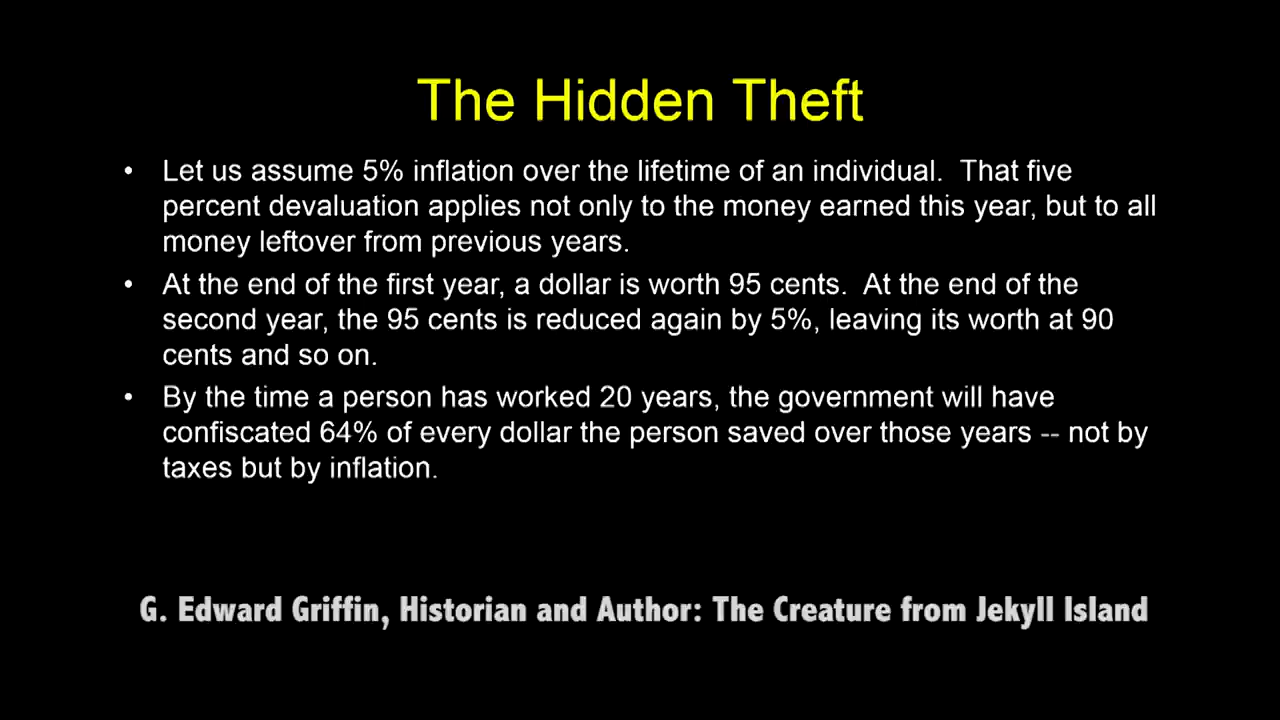 The Hidden Theft
• Let us assume 5% inflation over the lifetime of an individual.  That five
percent devaluation applies not only to the money earned this year, but to all
money leftover from previous years.
• At the end of the first year, a dollar is worth 95 cents.  At the end of the
second year, the 95 cents is reduced again by 5%, leaving its worth at 90
cents and so on.
• By the time a person has worked 20 years, the government will have
confiscated 64% of every dollar the person saved over those years -- not by
taxes but by inflation.
G. Edward Griffin, Historian and Author: The Creature from Jekyll Island